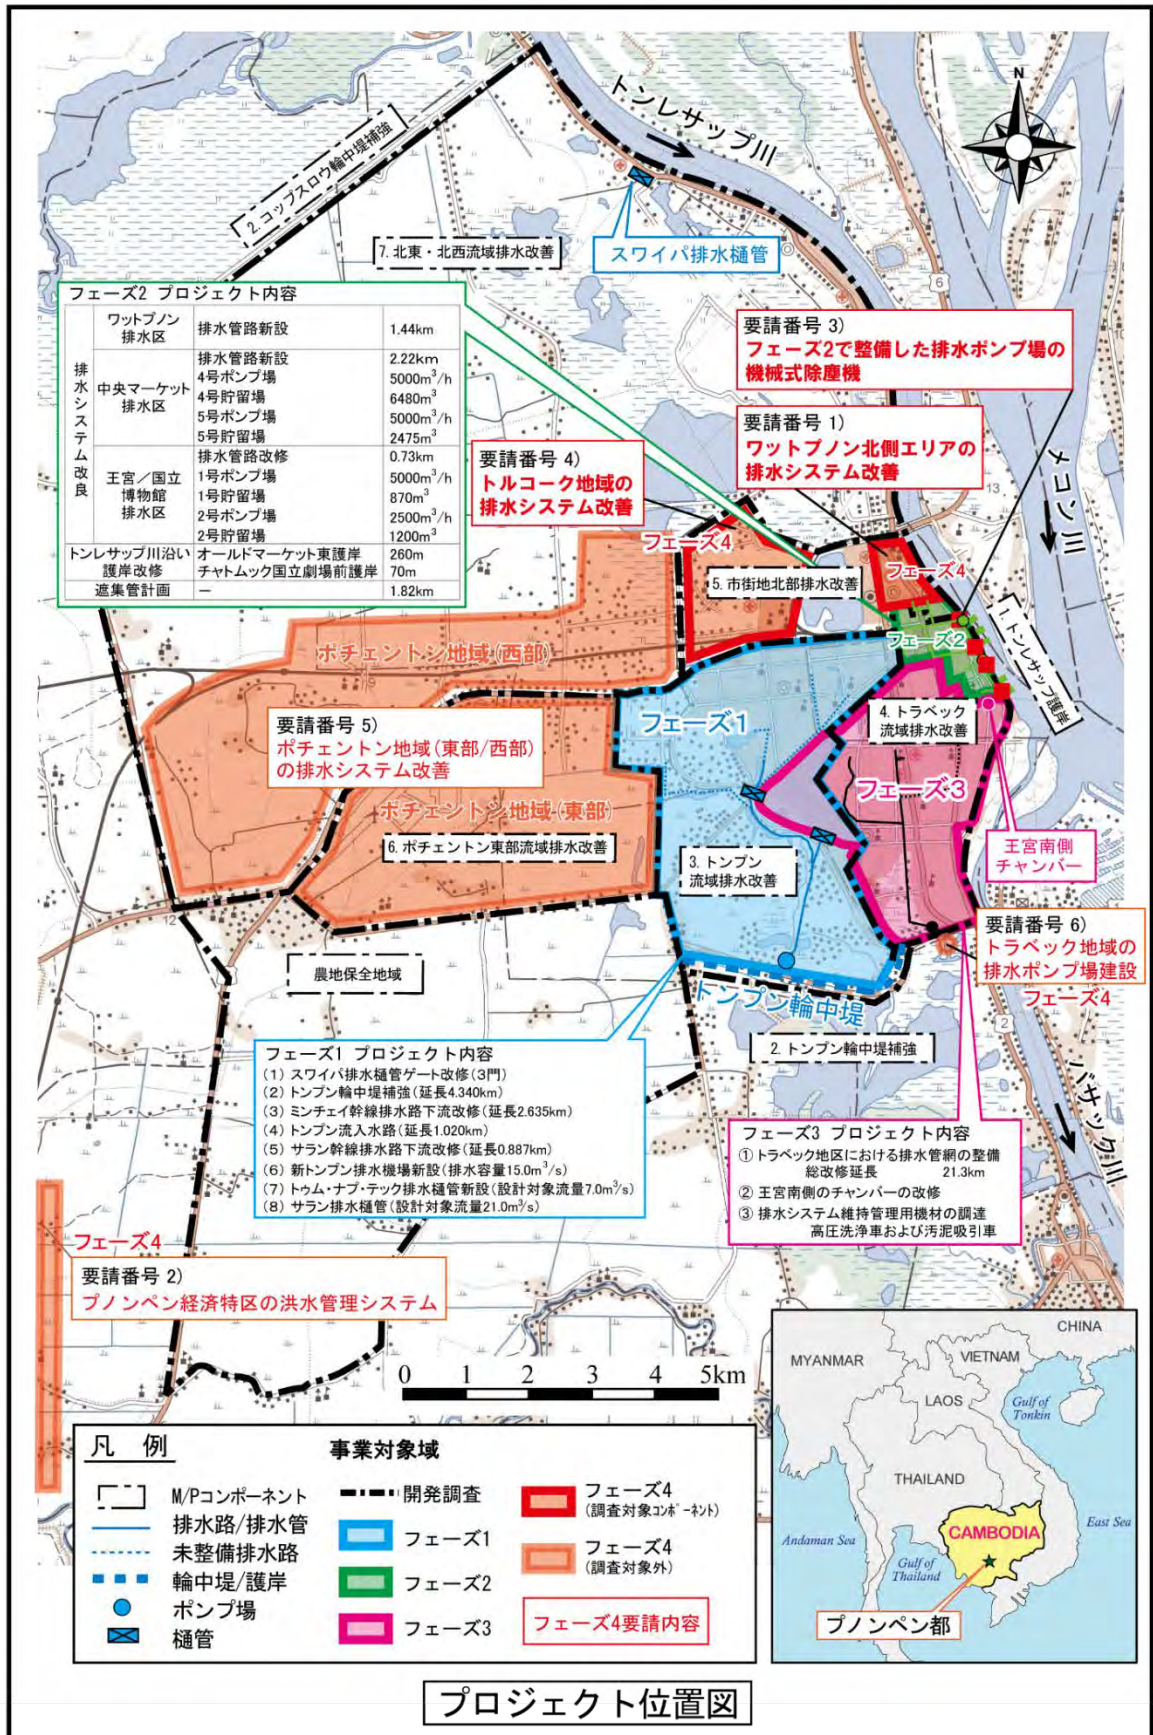 N
トンレサップ川
2. コップスロウ輪中堤補強
7. 北東・北西流域排水改善
スワイパ排水樋管
6
11
13
メコン川
フェーズ2 プロジェクト内容
排水システム改良
ワットプノン
排水区
排水管路新設 1.44km
中央マーケット
排水区
排水管路新設 2.22km
4号ポンプ場 5000m³/h
4号貯留場 6480m³
5号ポンプ場 5000m³/h
5号貯留場 2475m³
王宮／国立
博物館
排水区
排水管路改修 0.73km
1号ポンプ場 5000m³/h
1号貯留場 870m³
2号ポンプ場 2500m³/h
2号貯留場 1200m³
トンレサップ川沿い
護岸改修
オールドマーケット東護岸 260m
チャトムック国立劇場前護岸 70m
遮集管計画 － 1.82km
要請番号 3)
フェーズ2で整備した排水ポンプ場の
機械式除塵機
要請番号 1)
ワットプノン北側エリアの
排水システム改善
要請番号 4)
トルコーク地域の
排水システム改善
フェーズ4
フェーズ4
5. 市街地北部排水改善
フェーズ2
1. トンレサップ護岸
ポチェントン地域(西部)
フェーズ1
4. トラベック
流域排水改善
フェーズ3
要請番号 5)
ポチェントン地域(東部/西部)
の排水システム改善
ポチェントン地域(東部)
6. ポチェントン東部流域排水改善
3. トンプン
流域排水改善
王宮南側
チャンバー
12
農地保全地域
トンプン輪中堤
2. トンプン輪中堤補強
要請番号 6)
トラベック地域の
排水ポンプ場建設
フェーズ4
2
バサック川
フェーズ1 プロジェクト内容
(1) スワイパ排水樋管ゲート改修(3門)
(2) トンプン輪中堤補強(延長4.340km)
(3) ミンチェイ幹線排水路下流改修(延長2.635km)
(4) トンプン流入水路(延長1.020km)
(5) サラン幹線排水路下流改修(延長0.887km)
(6) 新トンプン排水機場新設(排水容量15.0m³/s)
(7) トゥム・ナブ・テック排水樋管新設(設計対象流量7.0m³/s)
(8) サラン排水樋管(設計対象流量21.0m³/s)
フェーズ3 プロジェクト内容
① トラベック地区における排水管網の整備
総改修延長 21.3km
② 王宮南側のチャンバーの改修
③ 排水システム維持管理用機材の調達
高圧洗浄車および汚泥吸引車
フェーズ4
要請番号 2)
プノンペン経済特区の洪水管理システム
0 1 2 3 4 5km
凡 例
M/Pコンポーネント
排水路/排水管
未整備排水路
輪中堤/護岸
ポンプ場
樋管
事業対象域
開発調査
フェーズ1
フェーズ2
フェーズ3
フェーズ4
(調査対象コンポーネント)
フェーズ4
(調査対象外)
フェーズ4要請内容
CHINA
MYANMAR
VIETNAM
LAOS
Gulf of
Tonkin
THAILAND
CAMBODIA
East Sea
Andaman Sea
Gulf of
Thailand
プノンペン都
プロジェクト位置図